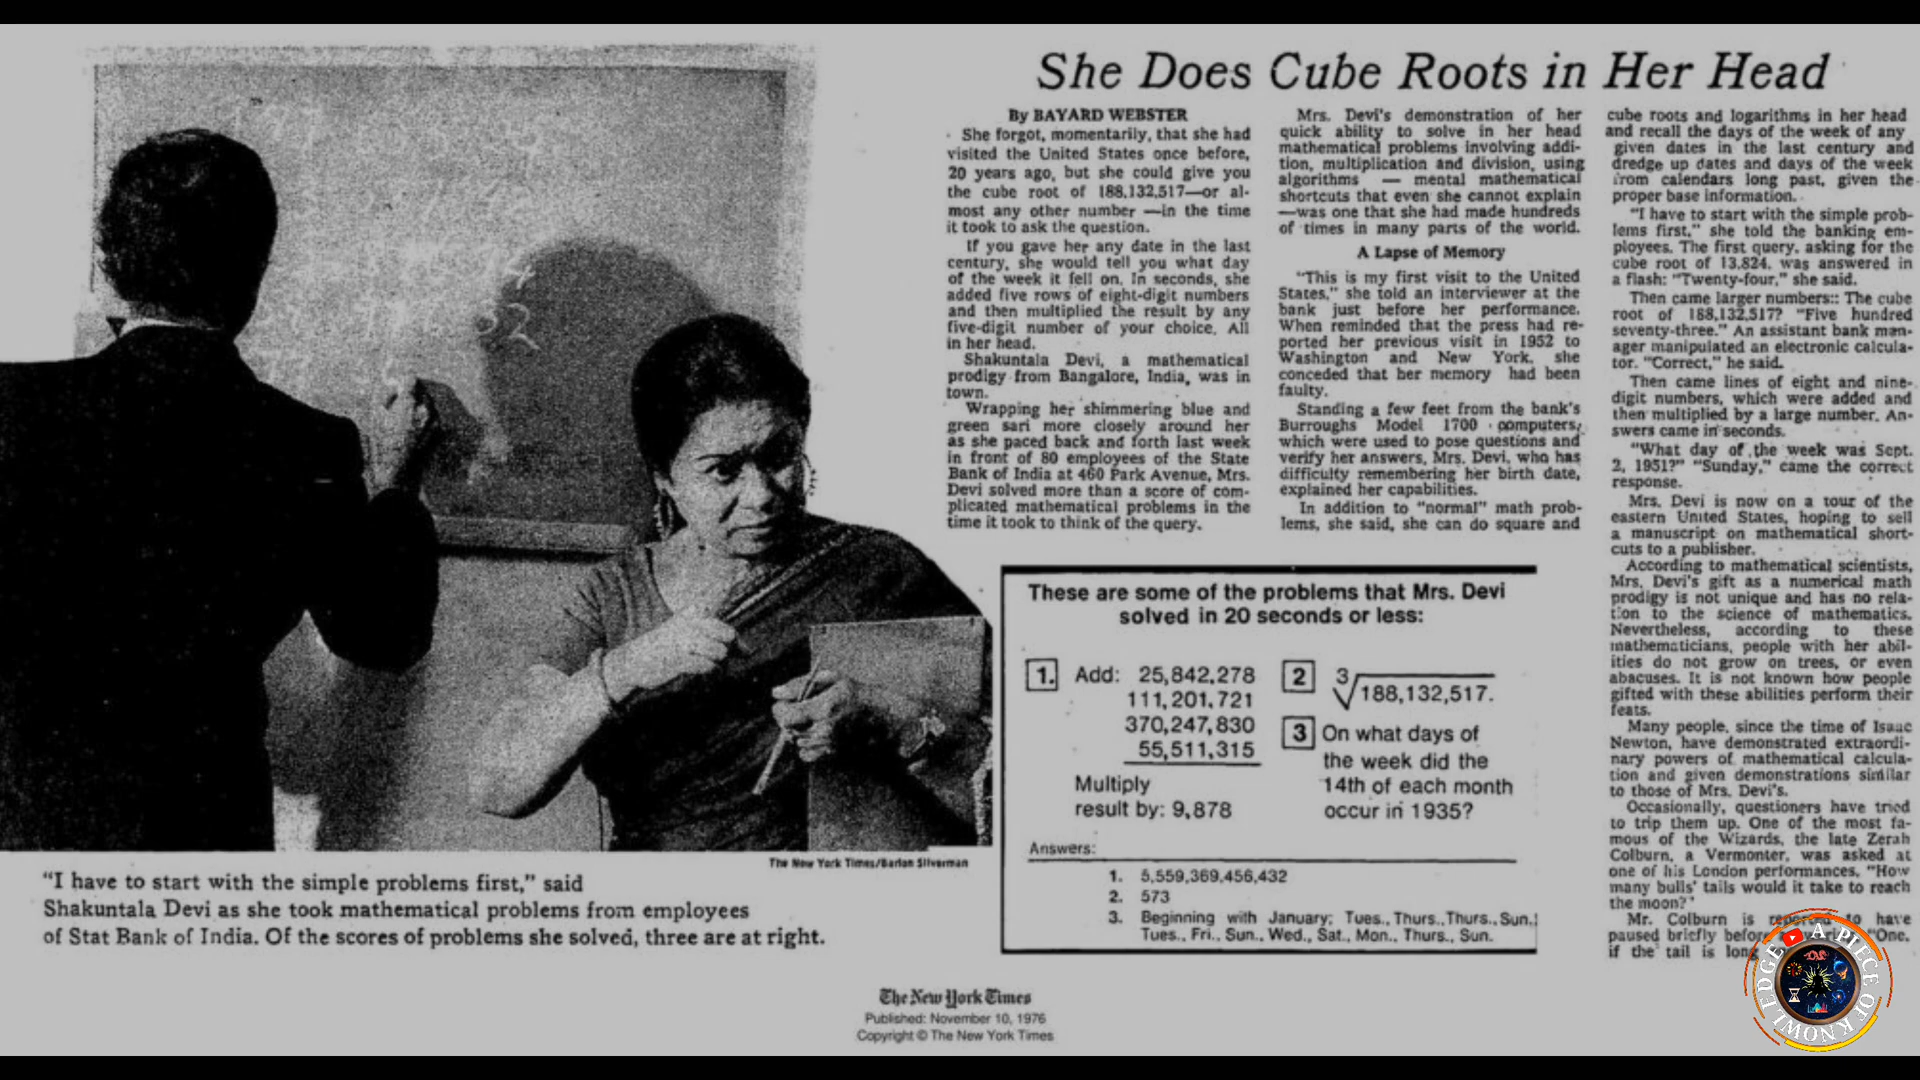 She Does Cube Roots in Her Head
By BAYARD WEBSTER
She forgot, momentarily, that she had
visited the United States once before,
20 years ago, but she could give you
the cube root of 188,132,517—or al-
most any other number —in the time
it took to ask the question.
If you gave her any date in the last
century, she would tell you what day
of the week it fell on. In seconds, she
added five rows of eight-digit numbers
and then multiplied the result by any
five-digit number of your choice. All
in her head.
Shakuntala Devi, a mathematical
prodigy from Bangalore, India, was in
town.
Wrapping her shimmering blue and
green sari more closely around her
as she paced back and forth last week
in front of 80 employees of the State
Bank of India at 460 Park Avenue, Mrs.
Devi solved more than a score of com-
plicated mathematical problems in the
time it took to think of the query.
Mrs. Devi's demonstration of her
quick ability to solve in her head
mathematical problems involving addi-
tion, multiplication and division, using
algorithms — mental mathematical
shortcuts that even she cannot explain
—was one that she had made hundreds
of times in many parts of the world.
A Lapse of Memory
"This is my first visit to the United
States," she told an interviewer at the
bank just before her performance.
When reminded that the press had re-
ported her previous visit in 1952 to
Washington and New York, she
conceded that her memory had been
faulty.
Standing a few feet from the bank's
Burroughs Model 1700 computers,
which were used to pose questions and
verify her answers, Mrs. Devi, who has
difficulty remembering her birth date,
explained her capabilities.
In addition to "normal" math prob-
lems, she said, she can do square and
cube roots and logarithms in her head
and recall the days of the week of any
given dates in the last century and
dredge up dates and days of the week
from calendars long past, given the
proper base information.
"I have to start with the simple prob-
lems first," she told the banking em-
ployees. The first query, asking for the
cube root of 13,824, was answered in
a flash: "Twenty-four," she said.
Then came larger numbers:: The cube
root of 188,132,517? "Five hundred
seventy-three." An assistant bank man-
ager manipulated an electronic calcula-
tor. "Correct," he said.
Then came lines of eight and nine-
digit numbers, which were added and
then multiplied by a large number. An-
swers came in seconds.
"What day of the week was Sept.
2, 1951?" "Sunday," came the correct
response.
Mrs. Devi is now on a tour of the
eastern United States, hoping to sell
a manuscript on mathematical short-
cuts to a publisher.
According to mathematical scientists,
Mrs. Devi's gift as a numerical math
prodigy is not unique and has no rela-
tion to the science of mathematics.
Nevertheless, according to these
mathematicians, people with her abil-
ities do not grow on trees, or even
abacuses. It is not known how people
gifted with these abilities perform their
feats.
Many people, since the time of Isaac
Newton, have demonstrated extraordi-
nary powers of mathematical calcula-
tion and given demonstrations similar
to those of Mrs. Devi's.
Occasionally, questioners have tried
to trip them up. One of the most fa-
mous of the Wizards, the late Zerah
Colburn, a Vermonter, was asked at
one of his London performances, "How
many bulls' tails would it take to reach
the moon?"
Mr. Colburn is reported to have
paused briefly before "One,
if the tail is long
These are some of the problems that Mrs. Devi
solved in 20 seconds or less:
1. Add: 25,842,278
111,201,721
370,247,830
55,511,315
Multiply
result by: 9,878
2 3√188,132,517.
3 On what days of
the week did the
14th of each month
occur in 1935?
Answers:
1. 5,559,369,456,432
2. 573
3. Beginning with January; Tues., Thurs., Thurs., Sun.,
Tues., Fri., Sun., Wed., Sat., Mon., Thurs., Sun.
The New York Times/Barton Silverman
"I have to start with the simple problems first," said
Shakuntala Devi as she took mathematical problems from employees
of Stat Bank of India. Of the scores of problems she solved, three are at right.
The New York Times
Published: November 10, 1976
Copyright © The New York Times
A PIECE OF KNOWLEDGE